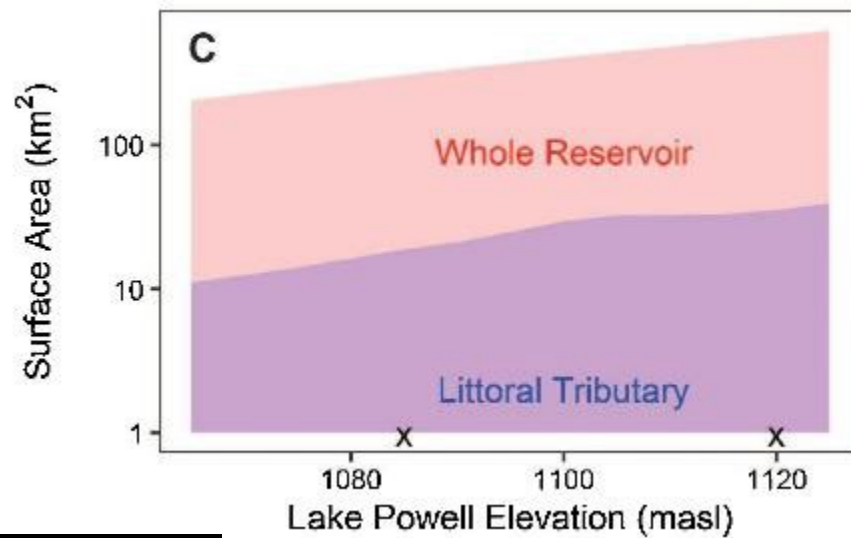 C
Surface Area (km²)
100
10
1
Whole Reservoir
Littoral Tributary
x x
1080 1100 1120
Lake Powell Elevation (masl)